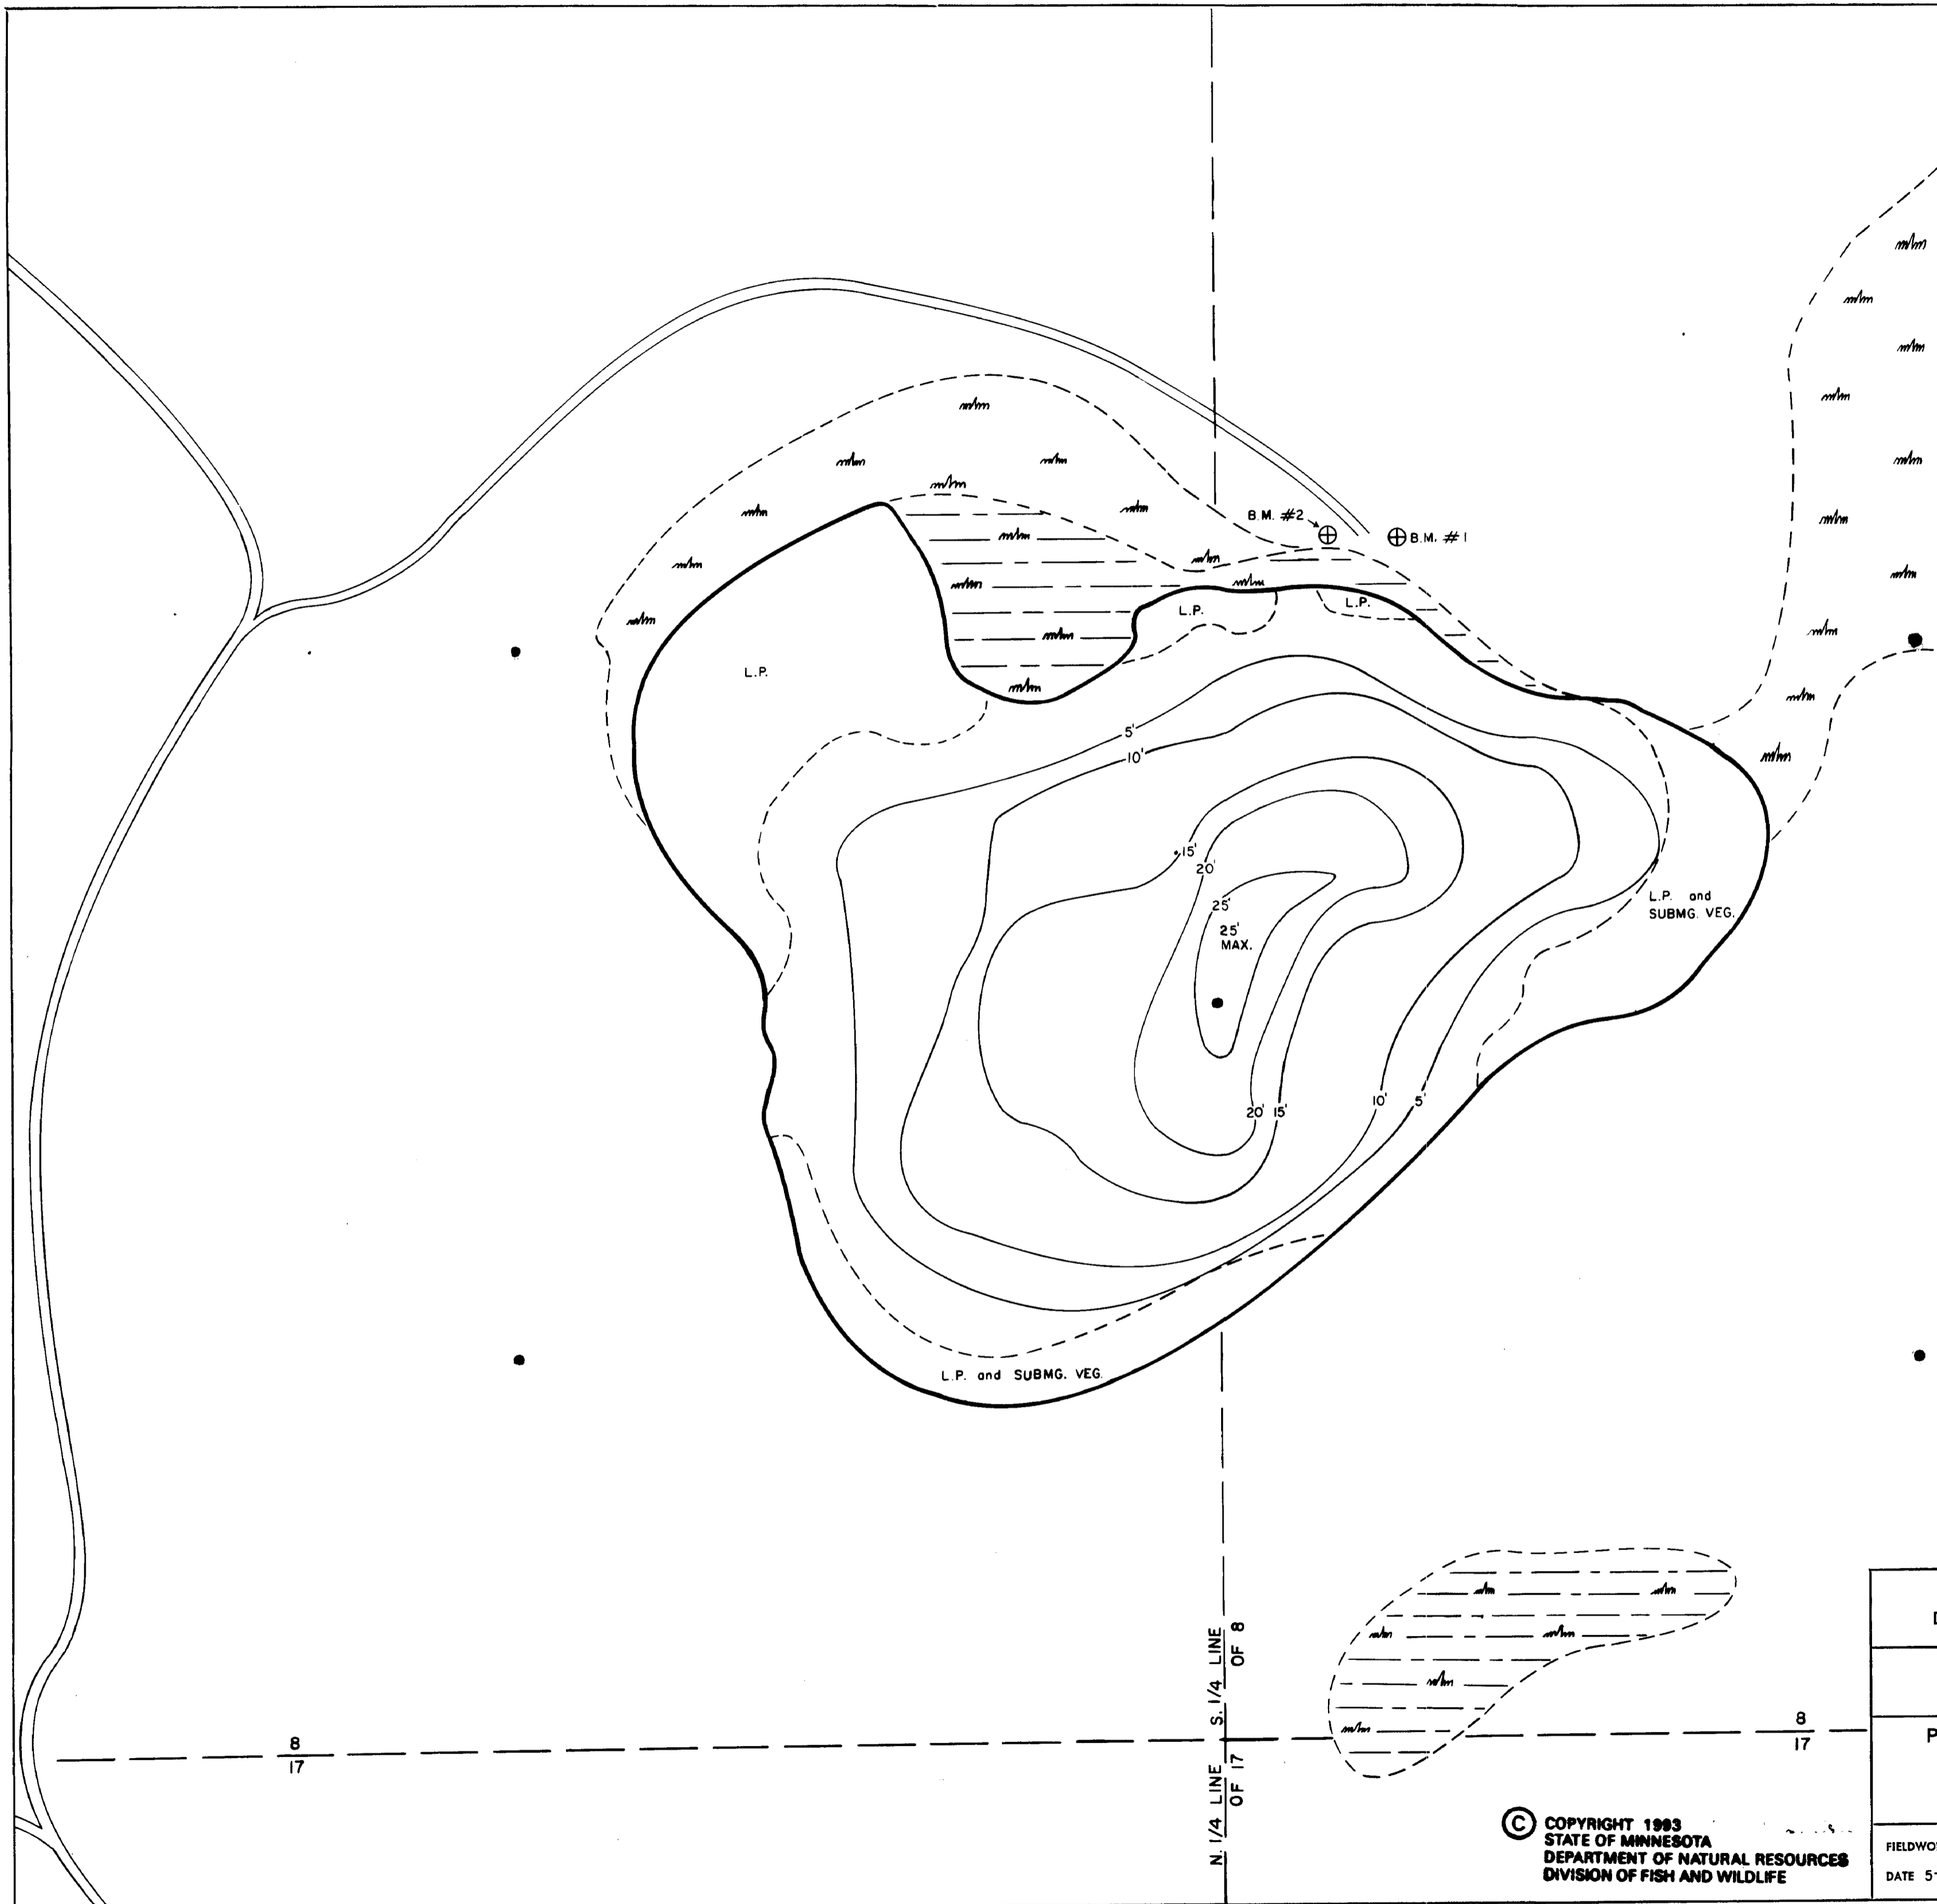 B.M. #2
B.M. #1
L.P.
L.P.
L.P.
5'
10'
15'
20'
25'
25'
MAX.
L.P. and
SUBMG. VEG.
20'
15'
10'
5'
L.P. and SUBMG. VEG.
S. 1/4 LINE
OF 8
N. 1/4 LINE
OF 17
8
17
8
17
P
© COPYRIGHT 1993
STATE OF MINNESOTA
DEPARTMENT OF NATURAL RESOURCES
DIVISION OF FISH AND WILDLIFE
DATE 5